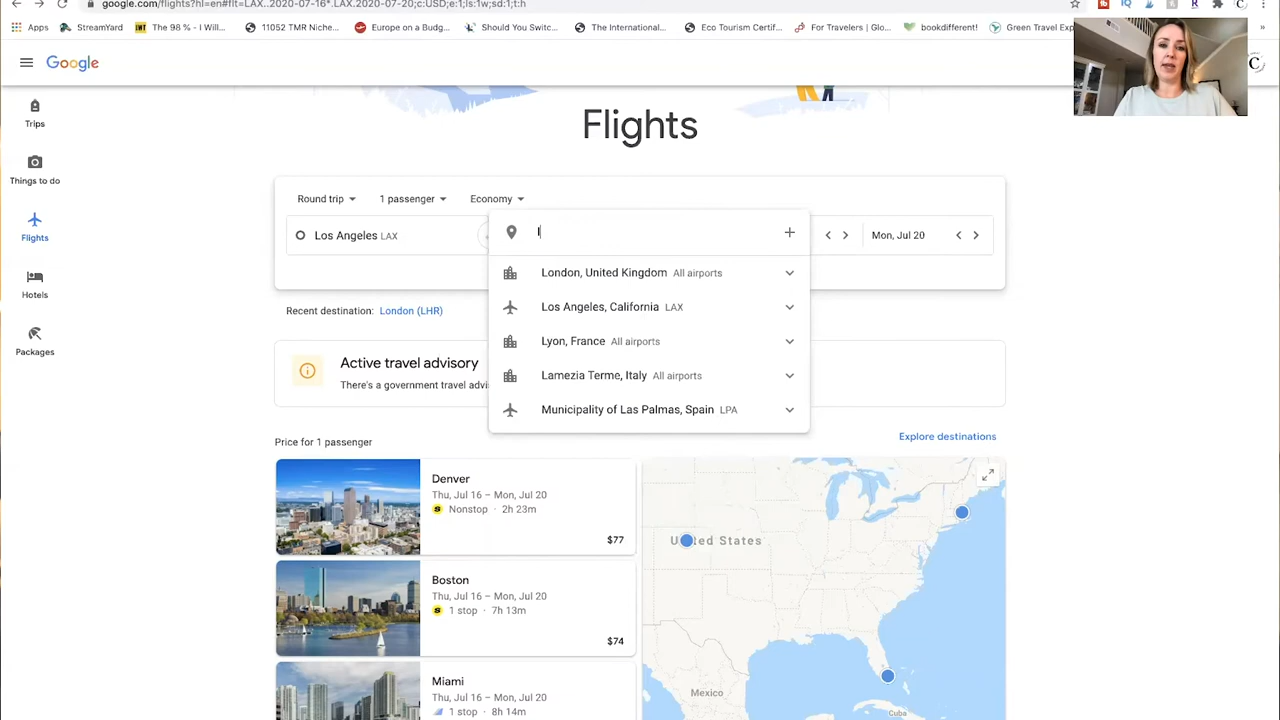 google.com/flights?hl=en#flt=LAX..2020-07-16*.LAX.2020-07-20;c:USD;e:1;ls:1w;sd:1;t:h
Apps StreamYard The 98 % - I Will... 11052 TMR Niche... Europe on a Budg... Should You Switc... The International... Eco Tourism Certif... For Travelers | Glo... bookdifferent! Green Travel Exp »
Google
Trips
Things to do
Flights
Hotels
Packages
Flights
Round trip 1 passenger Economy
Los Angeles LAX
l
Mon, Jul 20
London, United Kingdom All airports
Los Angeles, California LAX
Lyon, France All airports
Lamezia Terme, Italy All airports
Municipality of Las Palmas, Spain LPA
Recent destination: London (LHR)
Active travel advisory
There's a government travel advis
Price for 1 passenger
Explore destinations
Denver
Thu, Jul 16 – Mon, Jul 20
Nonstop · 2h 23m
$77
Boston
Thu, Jul 16 – Mon, Jul 20
1 stop · 7h 13m
$74
Miami
Thu, Jul 16 – Mon, Jul 20
1 stop · 8h 14m
United States
Mexico
Cuba